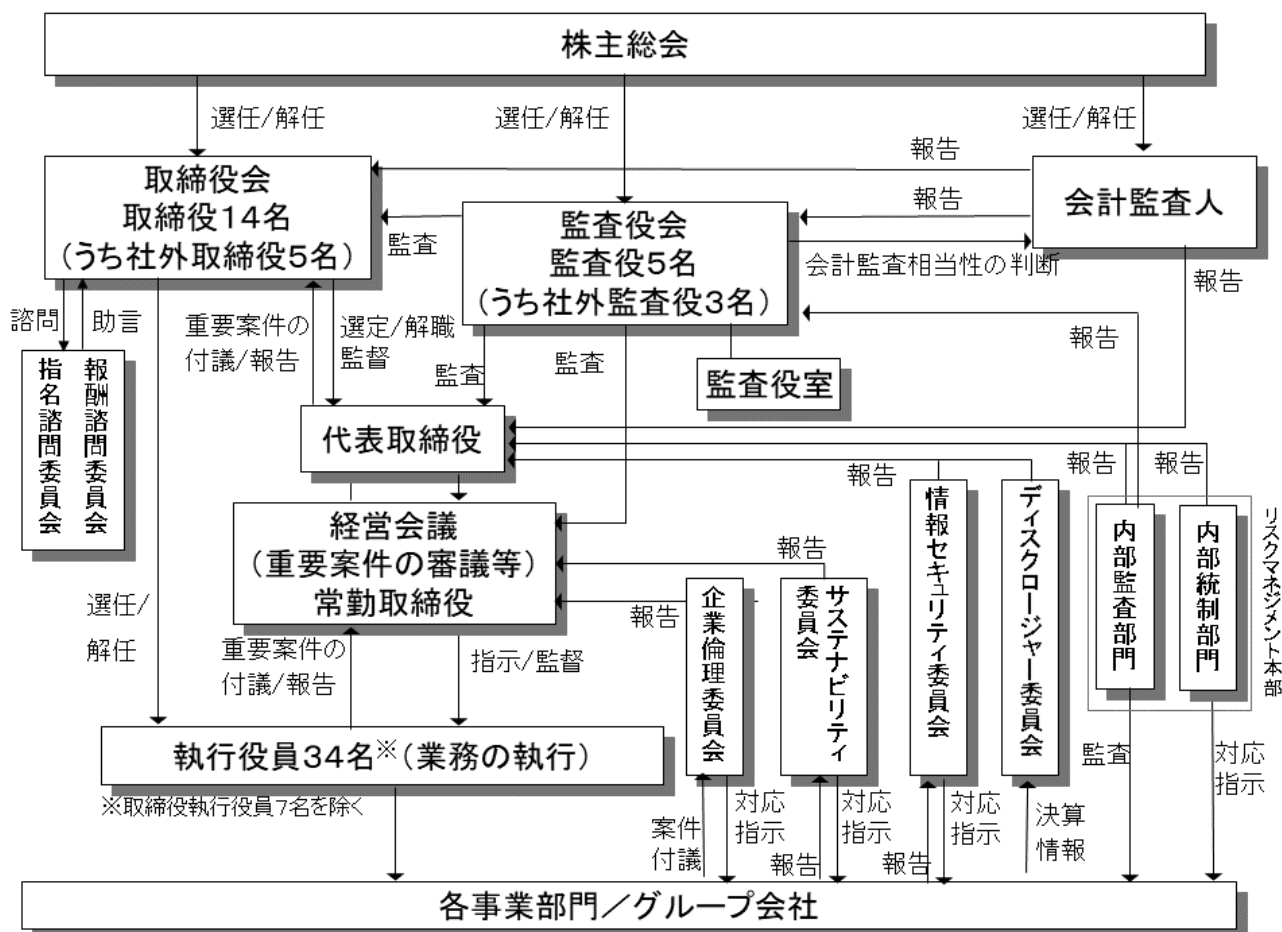 株主総会
選任/解任
選任/解任
選任/解任
取締役会
取締役14名
(うち社外取締役5名)
監査役会
監査役5名
(うち社外監査役3名)
会計監査人
報告
報告
監査
会計監査相当性の判断
報告
諮問
助言
重要案件の
付議/報告
選定/解職
監督
監査
監査
報告
監査役室
指名諮問委員会
報酬諮問委員会
代表取締役
報告
報告
報告
経営会議
(重要案件の審議等)
常勤取締役
報告
報告
企業倫理委員会
サステナビリティ
委員会
情報セキュリティ委員会
ディスクロージャー委員会
内部監査部門
内部統制部門
リスクマネジメント本部
選任/
解任
重要案件の
付議/報告
指示/監督
執行役員34名※(業務の執行)
※取締役執行役員7名を除く
案件
付議
対応
指示
報告
対応
指示
報告
対応
指示
決算
情報
監査
対応
指示
各事業部門/グループ会社